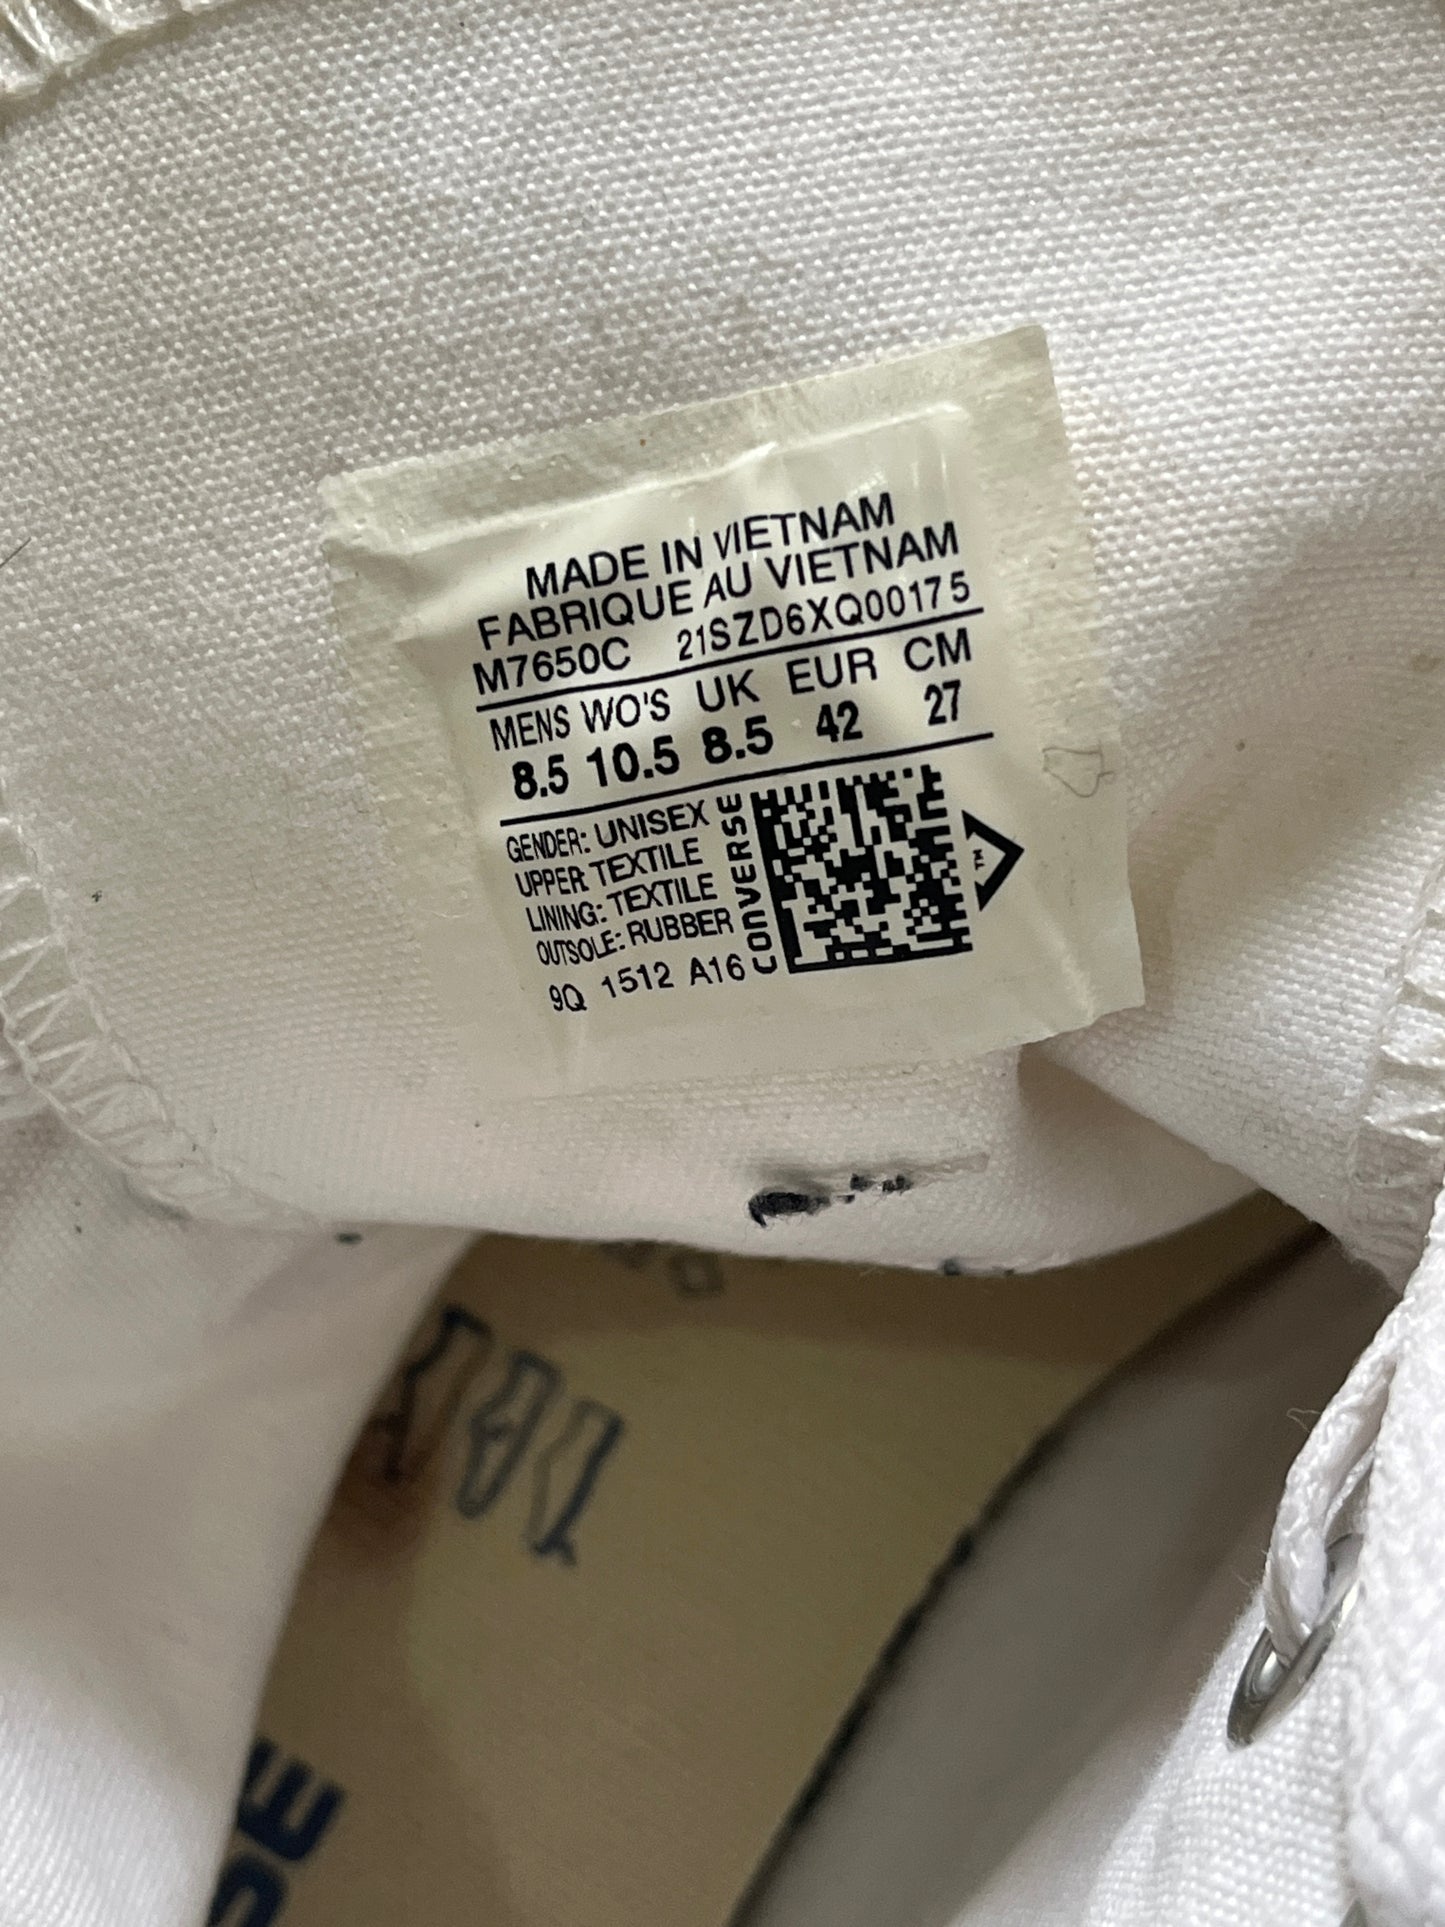 MADE IN VIETNAM
FABRIQUE AU VIETNAM
M7650C 21SZD6XQ00175
MENS WO'S UK EUR CM
8.5 10.5 8.5 42 27
GENDER: UNISEX
UPPER: TEXTILE
LINING: TEXTILE
OUTSOLE: RUBBER
9Q 1512 A16
CONVERSE
TM